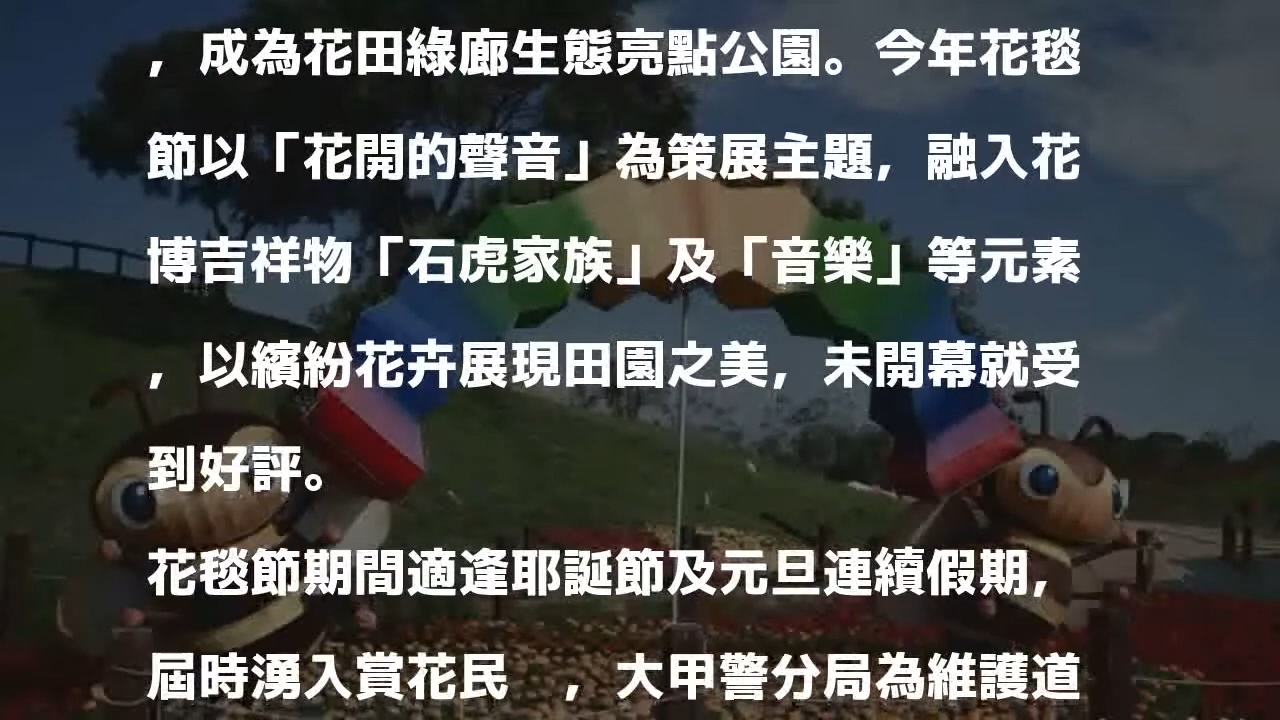 ，成為花田綠廊生態亮點公園。今年花毯
節以「花開的聲音」為策展主題，融入花
博吉祥物「石虎家族」及「音樂」等元素
，以繽紛花卉展現田園之美，未開幕就受
到好評。
花毯節期間適逢耶誕節及元旦連續假期，
屆時湧入賞花民　，大甲警分局為維護道